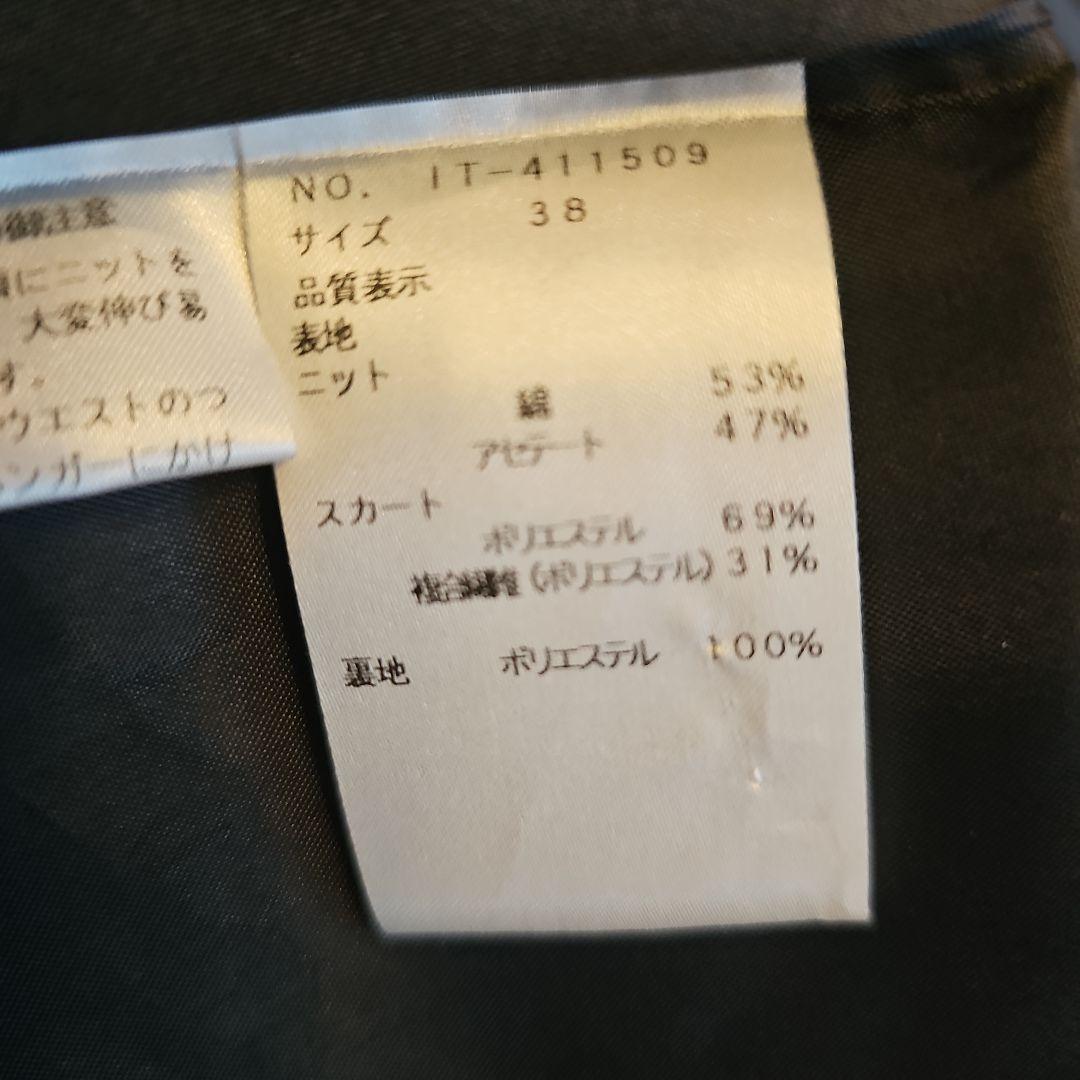 御注意
にニットを
大変伸び易
す。
ウエストのつ
ンガーにかけ
NO. IT-411509
サイズ 38
品質表示
表地
ニット
綿 53%
アセテート 47%
スカート
ポリエステル 69%
複合繊維(ポリエステル) 31%
裏地 ポリエステル 100%